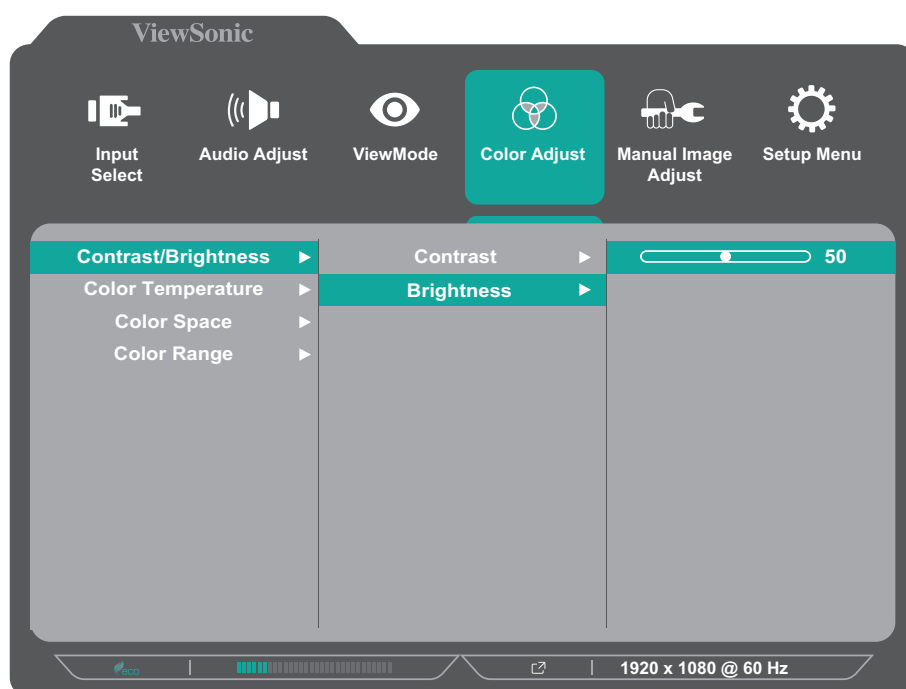 ViewSonic
Input Select
Audio Adjust
ViewMode
Color Adjust
Manual Image Adjust
Setup Menu
Contrast/Brightness
Contrast
50
Color Temperature
Brightness
Color Space
Color Range
eco
1920 x 1080 @ 60 Hz